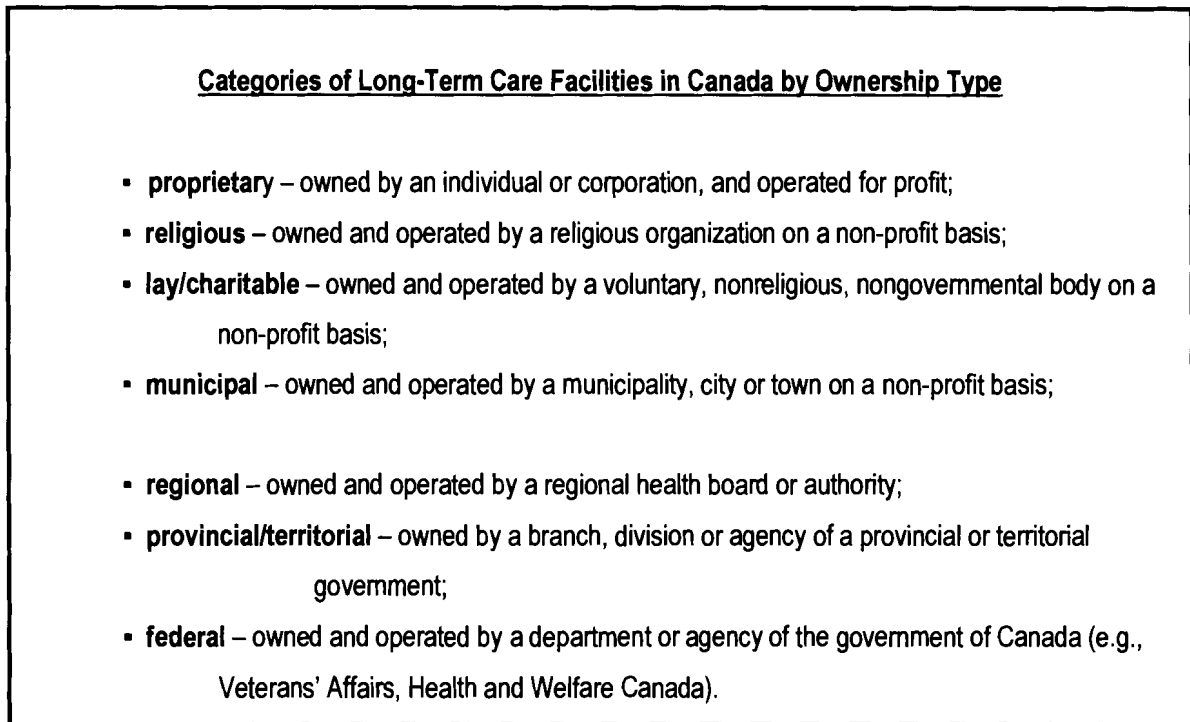 Categories of Long-Term Care Facilities in Canada by Ownership Type
▪ proprietary – owned by an individual or corporation, and operated for profit;
▪ religious – owned and operated by a religious organization on a non-profit basis;
▪ lay/charitable – owned and operated by a voluntary, nonreligious, nongovernmental body on a
non-profit basis;
▪ municipal – owned and operated by a municipality, city or town on a non-profit basis;
▪ regional – owned and operated by a regional health board or authority;
▪ provincial/territorial – owned by a branch, division or agency of a provincial or territorial
government;
▪ federal – owned and operated by a department or agency of the government of Canada (e.g.,
Veterans' Affairs, Health and Welfare Canada).